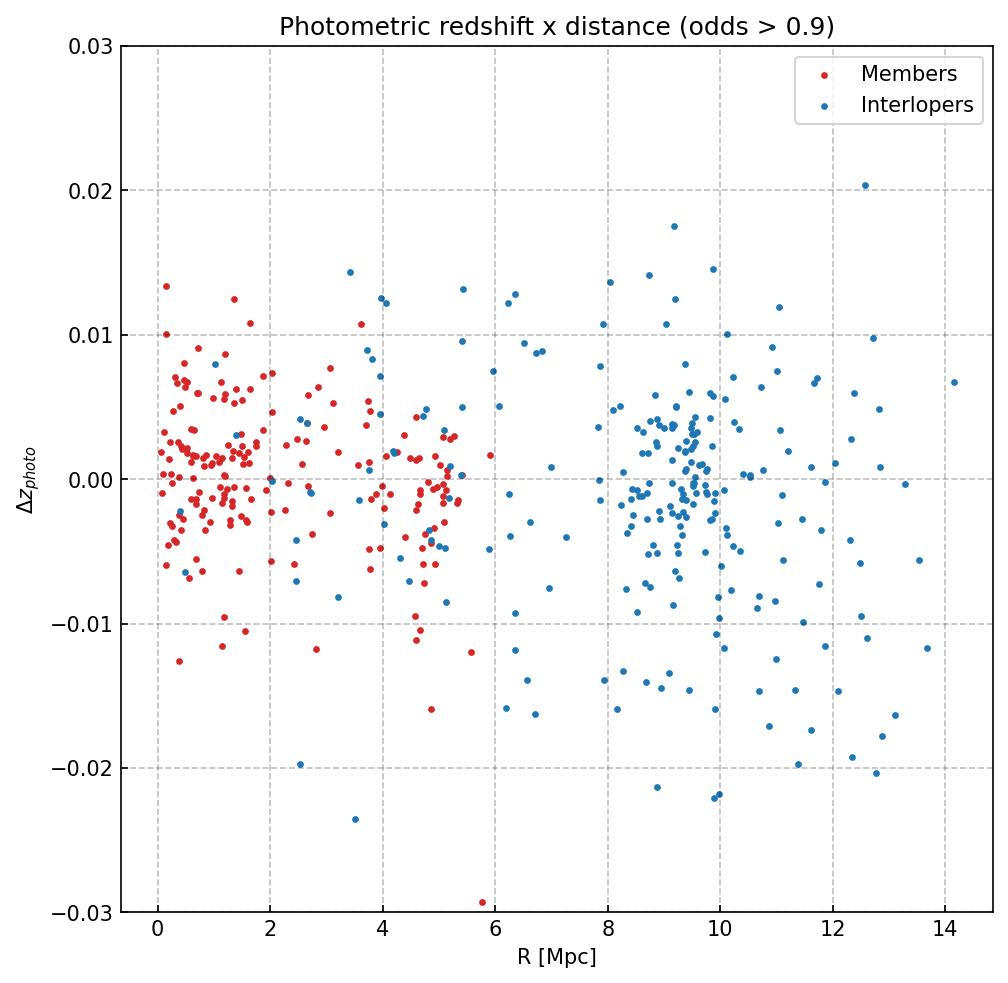 Photometric redshift x distance (odds > 0.9)
Members
Interlopers
0.03
0.02
0.01
0.00
−0.01
−0.02
−0.03
Δz_photo
0 2 4 6 8 10 12 14
R [Mpc]